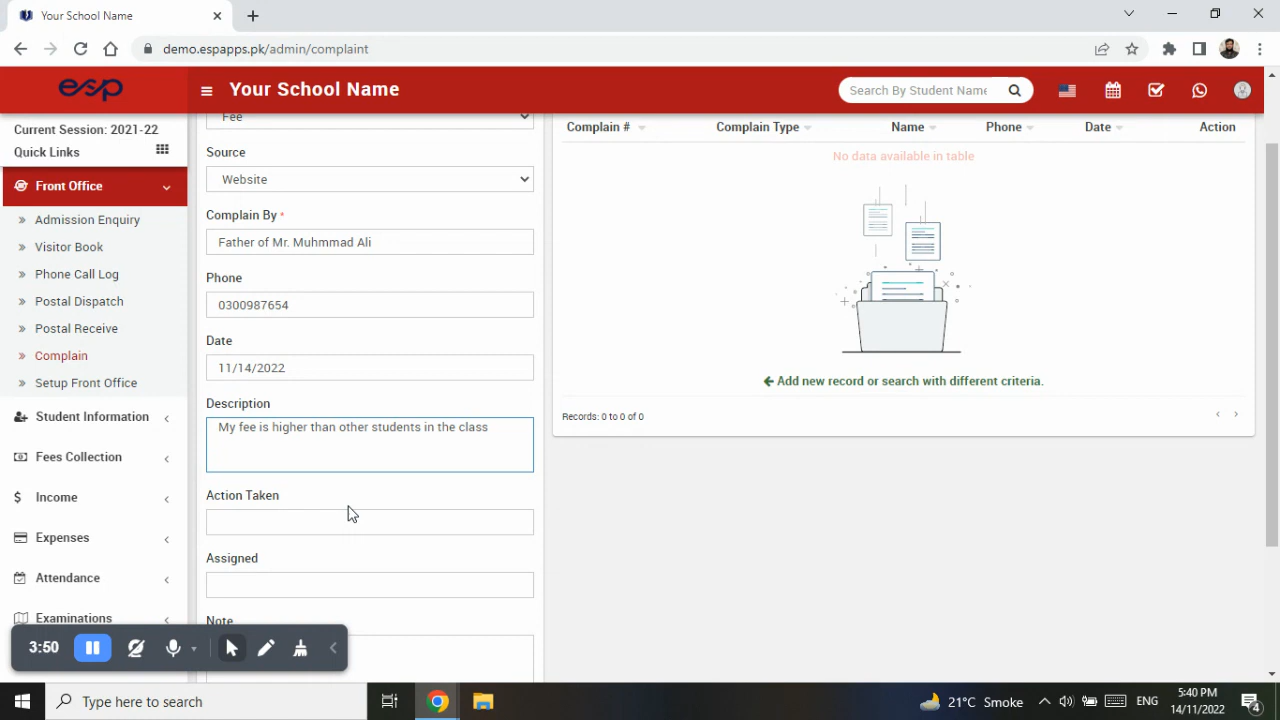 Your School Name
demo.espapps.pk/admin/complaint
esp
Your School Name
Search By Student Name
Current Session: 2021-22
Quick Links
Front Office
Admission Enquiry
Visitor Book
Phone Call Log
Postal Dispatch
Postal Receive
Complain
Setup Front Office
Student Information
Fees Collection
Income
Expenses
Attendance
Examinations
Fee
Source
Website
Complain By *
Father of Mr. Muhmmad Ali
Phone
0300987654
Date
11/14/2022
Description
My fee is higher than other students in the class
Action Taken
Assigned
Note
Complain # Complain Type Name Phone Date Action
No data available in table
Add new record or search with different criteria.
Records: 0 to 0 of 0
3:50
Type here to search
21°C Smoke
ENG
5:40 PM
14/11/2022
4